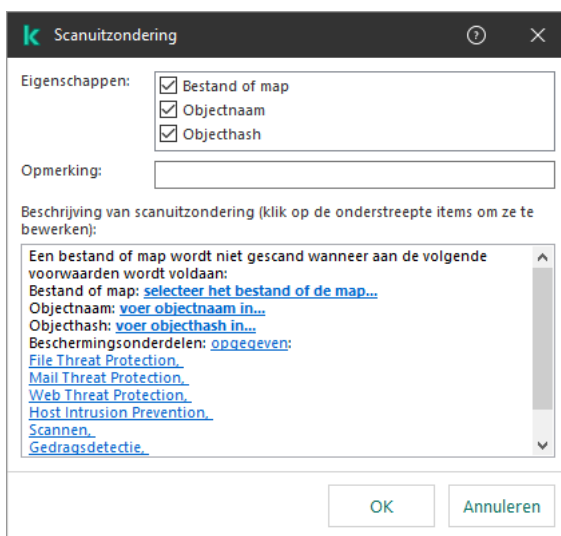 Scanuitzondering
Eigenschappen:
Bestand of map
Objectnaam
Objecthash
Opmerking:
Beschrijving van scanuitzondering (klik op de onderstreepte items om ze te
bewerken):
Een bestand of map wordt niet gescand wanneer aan de volgende
voorwaarden wordt voldaan:
Bestand of map: selecteer het bestand of de map...
Objectnaam: voer objectnaam in...
Objecthash: voer objecthash in...
Beschermingsonderdelen: opgegeven:
File Threat Protection,
Mail Threat Protection,
Web Threat Protection,
Host Intrusion Prevention,
Scannen,
Gedragsdetectie,
OK
Annuleren